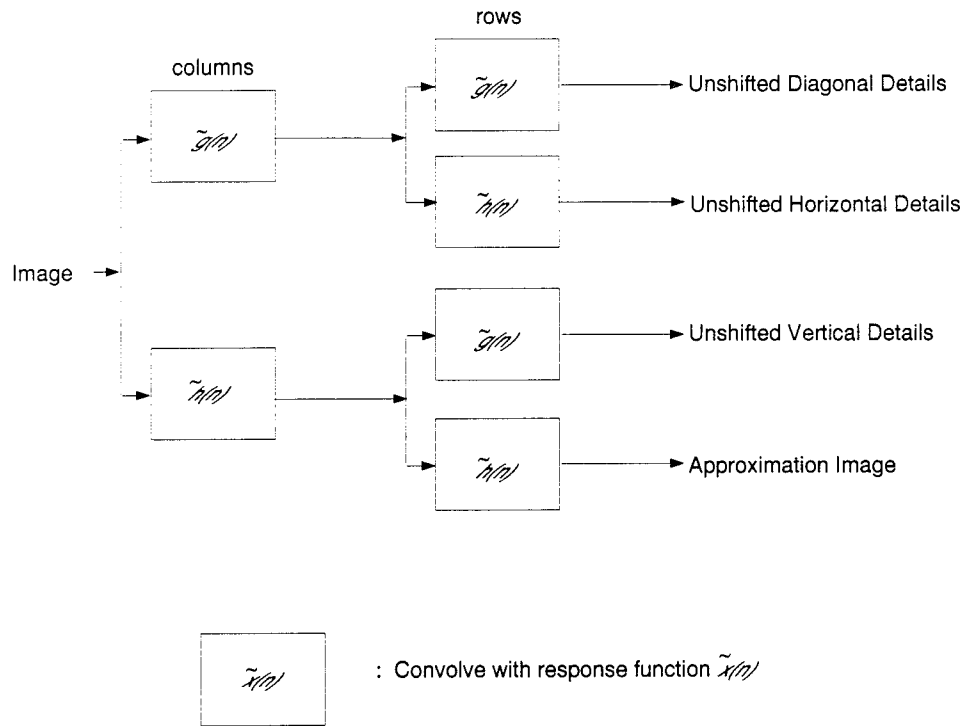 rows
columns
g̃(n)
Unshifted Diagonal Details
g̃(n)
h̃(n)
Unshifted Horizontal Details
Image
g̃(n)
Unshifted Vertical Details
h̃(n)
h̃(n)
Approximation Image
x̃(n)
: Convolve with response function x̃(n)